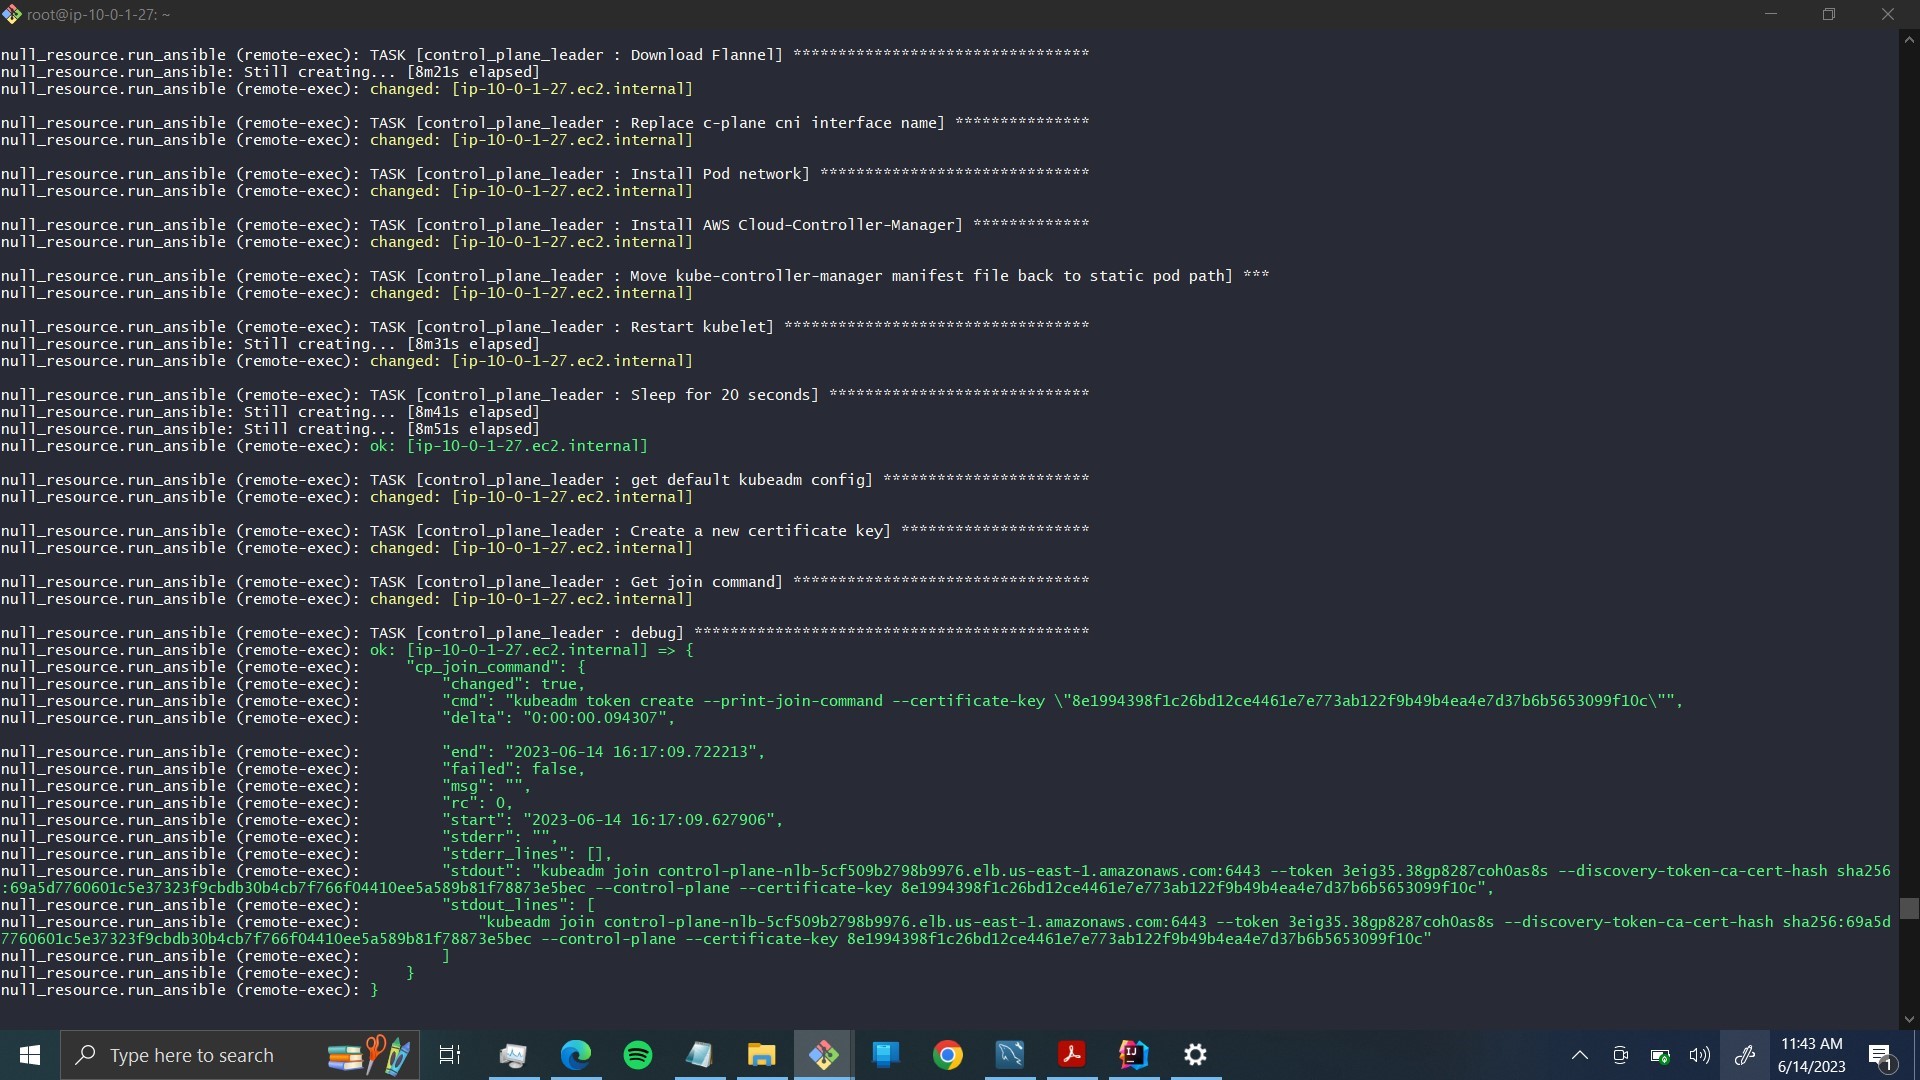 root@ip-10-0-1-27: ~
null_resource.run_ansible (remote-exec): TASK [control_plane_leader : Download Flannel] *********************************
null_resource.run_ansible: Still creating... [8m21s elapsed]
null_resource.run_ansible (remote-exec): changed: [ip-10-0-1-27.ec2.internal]
null_resource.run_ansible (remote-exec): TASK [control_plane_leader : Replace c-plane cni interface name] ***************
null_resource.run_ansible (remote-exec): changed: [ip-10-0-1-27.ec2.internal]
null_resource.run_ansible (remote-exec): TASK [control_plane_leader : Install Pod network] ******************************
null_resource.run_ansible (remote-exec): changed: [ip-10-0-1-27.ec2.internal]
null_resource.run_ansible (remote-exec): TASK [control_plane_leader : Install AWS Cloud-Controller-Manager] *************
null_resource.run_ansible (remote-exec): changed: [ip-10-0-1-27.ec2.internal]
null_resource.run_ansible (remote-exec): TASK [control_plane_leader : Move kube-controller-manager manifest file back to static pod path] ***
null_resource.run_ansible (remote-exec): changed: [ip-10-0-1-27.ec2.internal]
null_resource.run_ansible (remote-exec): TASK [control_plane_leader : Restart kubelet] **********************************
null_resource.run_ansible: Still creating... [8m31s elapsed]
null_resource.run_ansible (remote-exec): changed: [ip-10-0-1-27.ec2.internal]
null_resource.run_ansible (remote-exec): TASK [control_plane_leader : Sleep for 20 seconds] *****************************
null_resource.run_ansible: Still creating... [8m41s elapsed]
null_resource.run_ansible: Still creating... [8m51s elapsed]
null_resource.run_ansible (remote-exec): ok: [ip-10-0-1-27.ec2.internal]
null_resource.run_ansible (remote-exec): TASK [control_plane_leader : get default kubeadm config] ***********************
null_resource.run_ansible (remote-exec): changed: [ip-10-0-1-27.ec2.internal]
null_resource.run_ansible (remote-exec): TASK [control_plane_leader : Create a new certificate key] *********************
null_resource.run_ansible (remote-exec): changed: [ip-10-0-1-27.ec2.internal]
null_resource.run_ansible (remote-exec): TASK [control_plane_leader : Get join command] *********************************
null_resource.run_ansible (remote-exec): changed: [ip-10-0-1-27.ec2.internal]
null_resource.run_ansible (remote-exec): TASK [control_plane_leader : debug] ********************************************
null_resource.run_ansible (remote-exec): ok: [ip-10-0-1-27.ec2.internal] => {
null_resource.run_ansible (remote-exec):     "cp_join_command": {
null_resource.run_ansible (remote-exec):         "changed": true,
null_resource.run_ansible (remote-exec):         "cmd": "kubeadm token create --print-join-command --certificate-key \"8e1994398f1c26bd12ce4461e7e773ab122f9b49b4ea4e7d37b6b5653099f10c\"",
null_resource.run_ansible (remote-exec):         "delta": "0:00:00.094307",
null_resource.run_ansible (remote-exec):         "end": "2023-06-14 16:17:09.722213",
null_resource.run_ansible (remote-exec):         "failed": false,
null_resource.run_ansible (remote-exec):         "msg": "",
null_resource.run_ansible (remote-exec):         "rc": 0,
null_resource.run_ansible (remote-exec):         "start": "2023-06-14 16:17:09.627906",
null_resource.run_ansible (remote-exec):         "stderr": "",
null_resource.run_ansible (remote-exec):         "stderr_lines": [],
null_resource.run_ansible (remote-exec):         "stdout": "kubeadm join control-plane-nlb-5cf509b2798b9976.elb.us-east-1.amazonaws.com:6443 --token 3eig35.38gp8287coh0as8s --discovery-token-ca-cert-hash sha256
:69a5d7760601c5e37323f9cbdb30b4cb7f766f04410ee5a589b81f78873e5bec --control-plane --certificate-key 8e1994398f1c26bd12ce4461e7e773ab122f9b49b4ea4e7d37b6b5653099f10c",
null_resource.run_ansible (remote-exec):         "stdout_lines": [
null_resource.run_ansible (remote-exec):             "kubeadm join control-plane-nlb-5cf509b2798b9976.elb.us-east-1.amazonaws.com:6443 --token 3eig35.38gp8287coh0as8s --discovery-token-ca-cert-hash sha256:69a5d
7760601c5e37323f9cbdb30b4cb7f766f04410ee5a589b81f78873e5bec --control-plane --certificate-key 8e1994398f1c26bd12ce4461e7e773ab122f9b49b4ea4e7d37b6b5653099f10c"
null_resource.run_ansible (remote-exec):         ]
null_resource.run_ansible (remote-exec):     }
null_resource.run_ansible (remote-exec): }
Type here to search
11:43 AM
6/14/2023
1